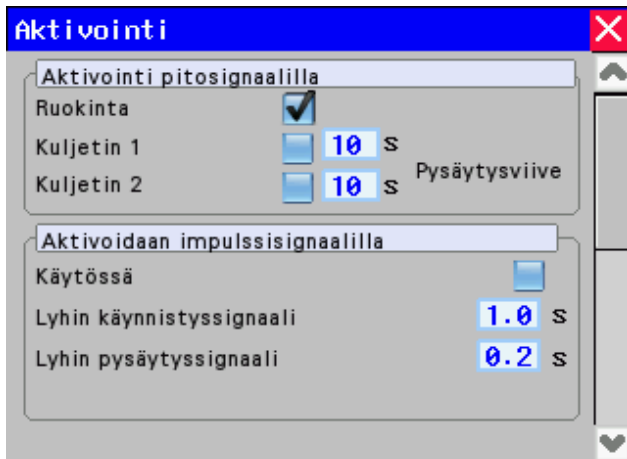 Aktivointi
Aktivointi pitosignaalilla
Ruokinta
Kuljetin 1 10 s
Pysäytysviive
Kuljetin 2 10 s
Aktivoidaan impulssisignaalilla
Käytössä
Lyhin käynnistyssignaali 1.0 s
Lyhin pysäytyssignaali 0.2 s